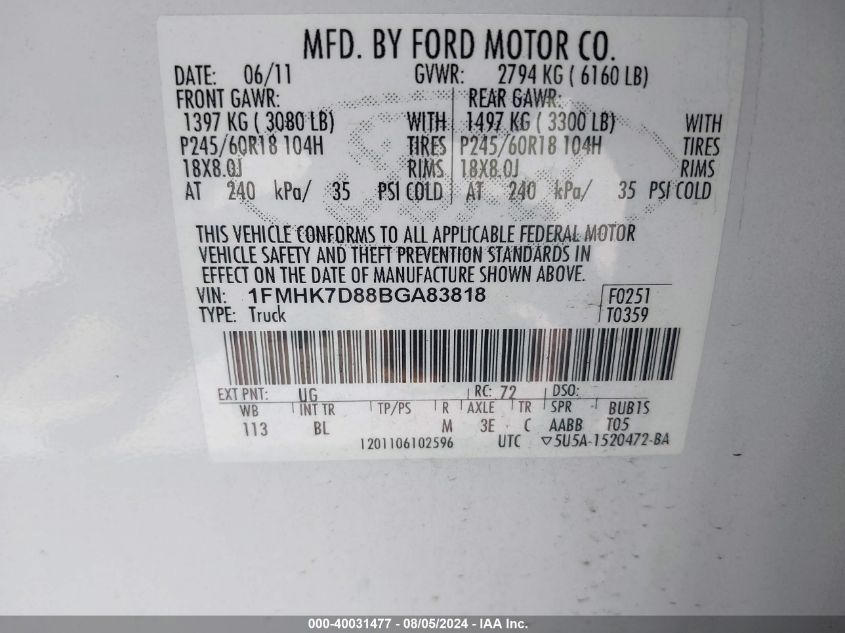 MFD. BY FORD MOTOR CO.
DATE: 06/11 GVWR: 2794 KG ( 6160 LB)
FRONT GAWR: REAR GAWR:
1397 KG ( 3080 LB) WITH 1497 KG ( 3300 LB) WITH
P245/60R18 104H TIRES P245/60R18 104H TIRES
18X8.0J RIMS 18X8.0J RIMS
AT 240 kPa/ 35 PSI COLD AT 240 kPa/ 35 PSI COLD
THIS VEHICLE CONFORMS TO ALL APPLICABLE FEDERAL MOTOR
VEHICLE SAFETY AND THEFT PREVENTION STANDARDS IN
EFFECT ON THE DATE OF MANUFACTURE SHOWN ABOVE.
VIN: 1FMHK7D88BGA83818 F0251
TYPE: Truck T0359
EXT PNT: UG RC: 72 DSO:
WB INT TR TP/PS R AXLE TR SPR BUB1S
113 BL M 3E C AABB T05
1201106102596 UTC ▽5U5A-1520472-BA
000-40031477 - 08/05/2024 - IAA Inc.